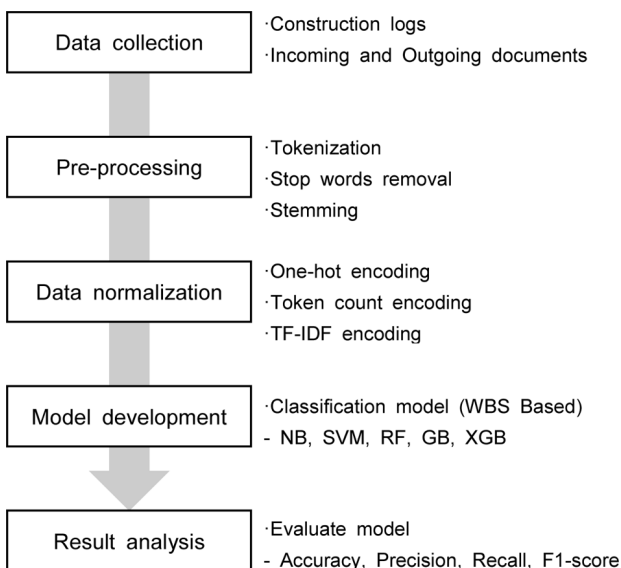 Data collection
·Construction logs
·Incoming and Outgoing documents
Pre-processing
·Tokenization
·Stop words removal
·Stemming
Data normalization
·One-hot encoding
·Token count encoding
·TF-IDF encoding
Model development
·Classification model (WBS Based)
- NB, SVM, RF, GB, XGB
Result analysis
·Evaluate model
- Accuracy, Precision, Recall, F1-score